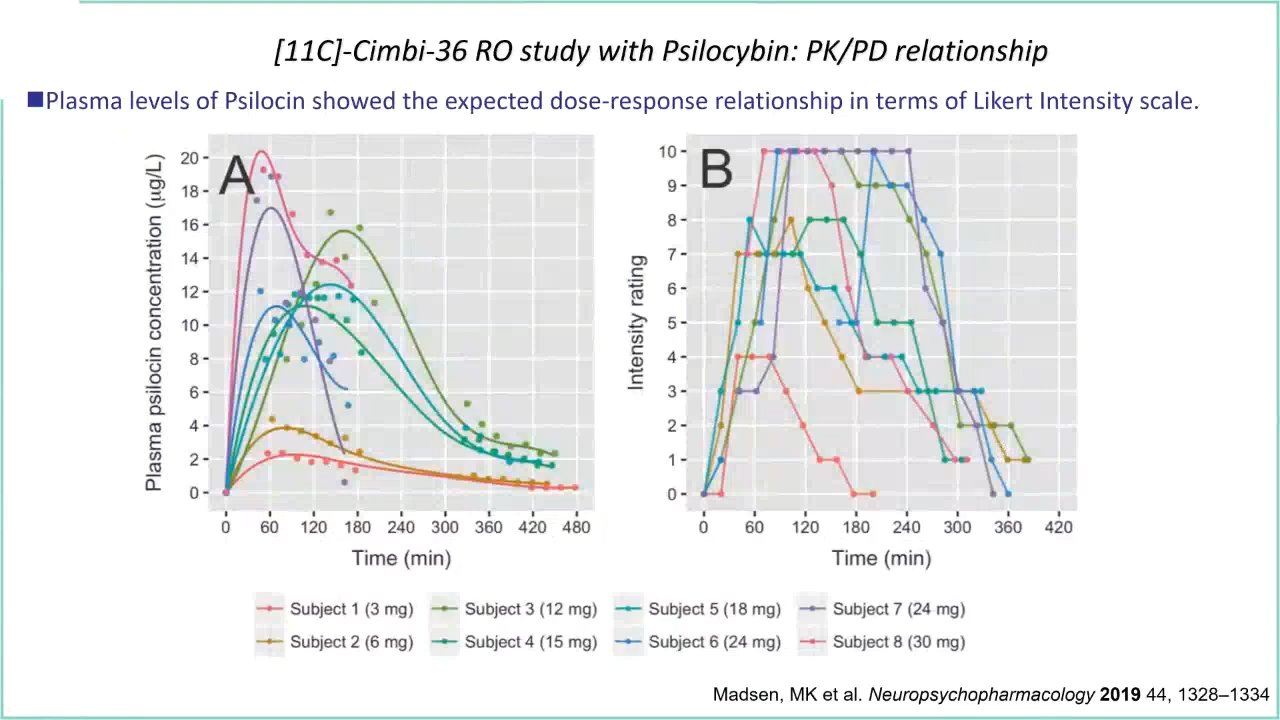 [11C]-Cimbi-36 RO study with Psilocybin: PK/PD relationship
■Plasma levels of Psilocin showed the expected dose-response relationship in terms of Likert Intensity scale.
A
Plasma psilocin concentration (µg/L)
20
18
16
14
12
10
8
6
4
2
0
0 60 120 180 240 300 360 420 480
Time (min)
B
Intensity rating
10
9
8
7
6
5
4
3
2
1
0
0 60 120 180 240 300 360 420
Time (min)
Subject 1 (3 mg) Subject 3 (12 mg) Subject 5 (18 mg) Subject 7 (24 mg)
Subject 2 (6 mg) Subject 4 (15 mg) Subject 6 (24 mg) Subject 8 (30 mg)
Madsen, MK et al. Neuropsychopharmacology 2019 44, 1328–1334